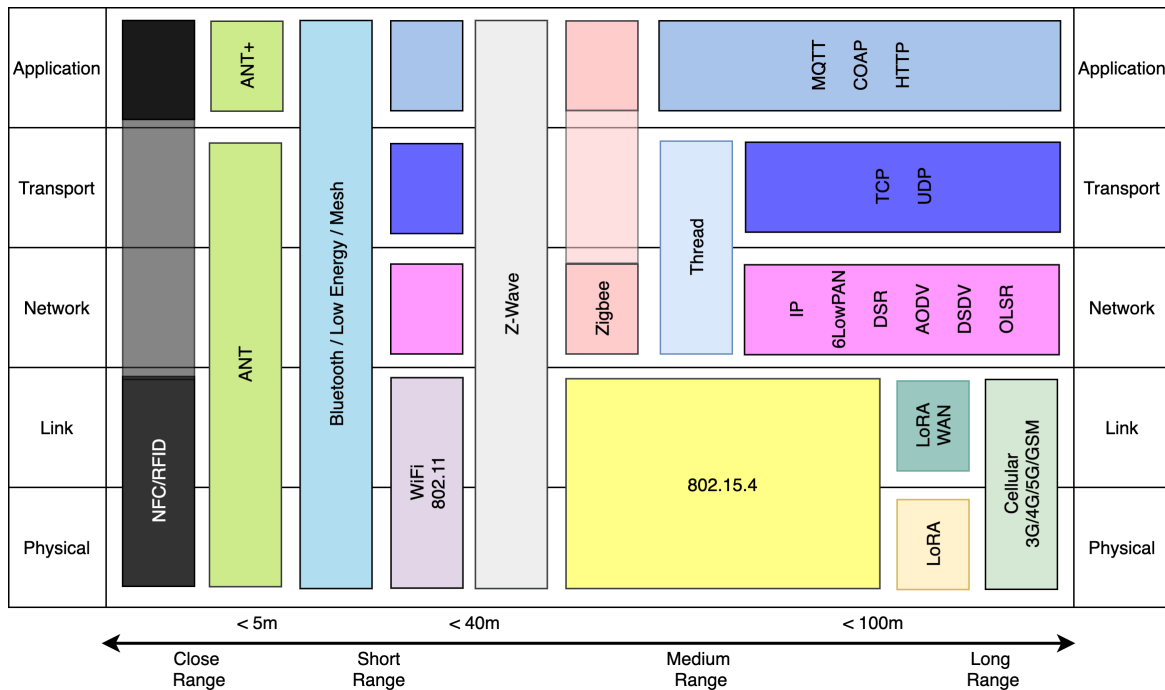 Application
ANT+
MQTT
COAP
HTTP
Application
Transport
TCP
UDP
Transport
Network
ANT
Bluetooth / Low Energy / Mesh
Z-Wave
Zigbee
Thread
IP
6LowPAN
DSR
AODV
DSDV
OLSR
Network
Link
NFC/RFID
WiFi
802.11
802.15.4
LoRA
WAN
Cellular
3G/4G/5G/GSM
Link
Physical
LoRA
Physical
< 5m
< 40m
< 100m
Close
Range
Short
Range
Medium
Range
Long
Range